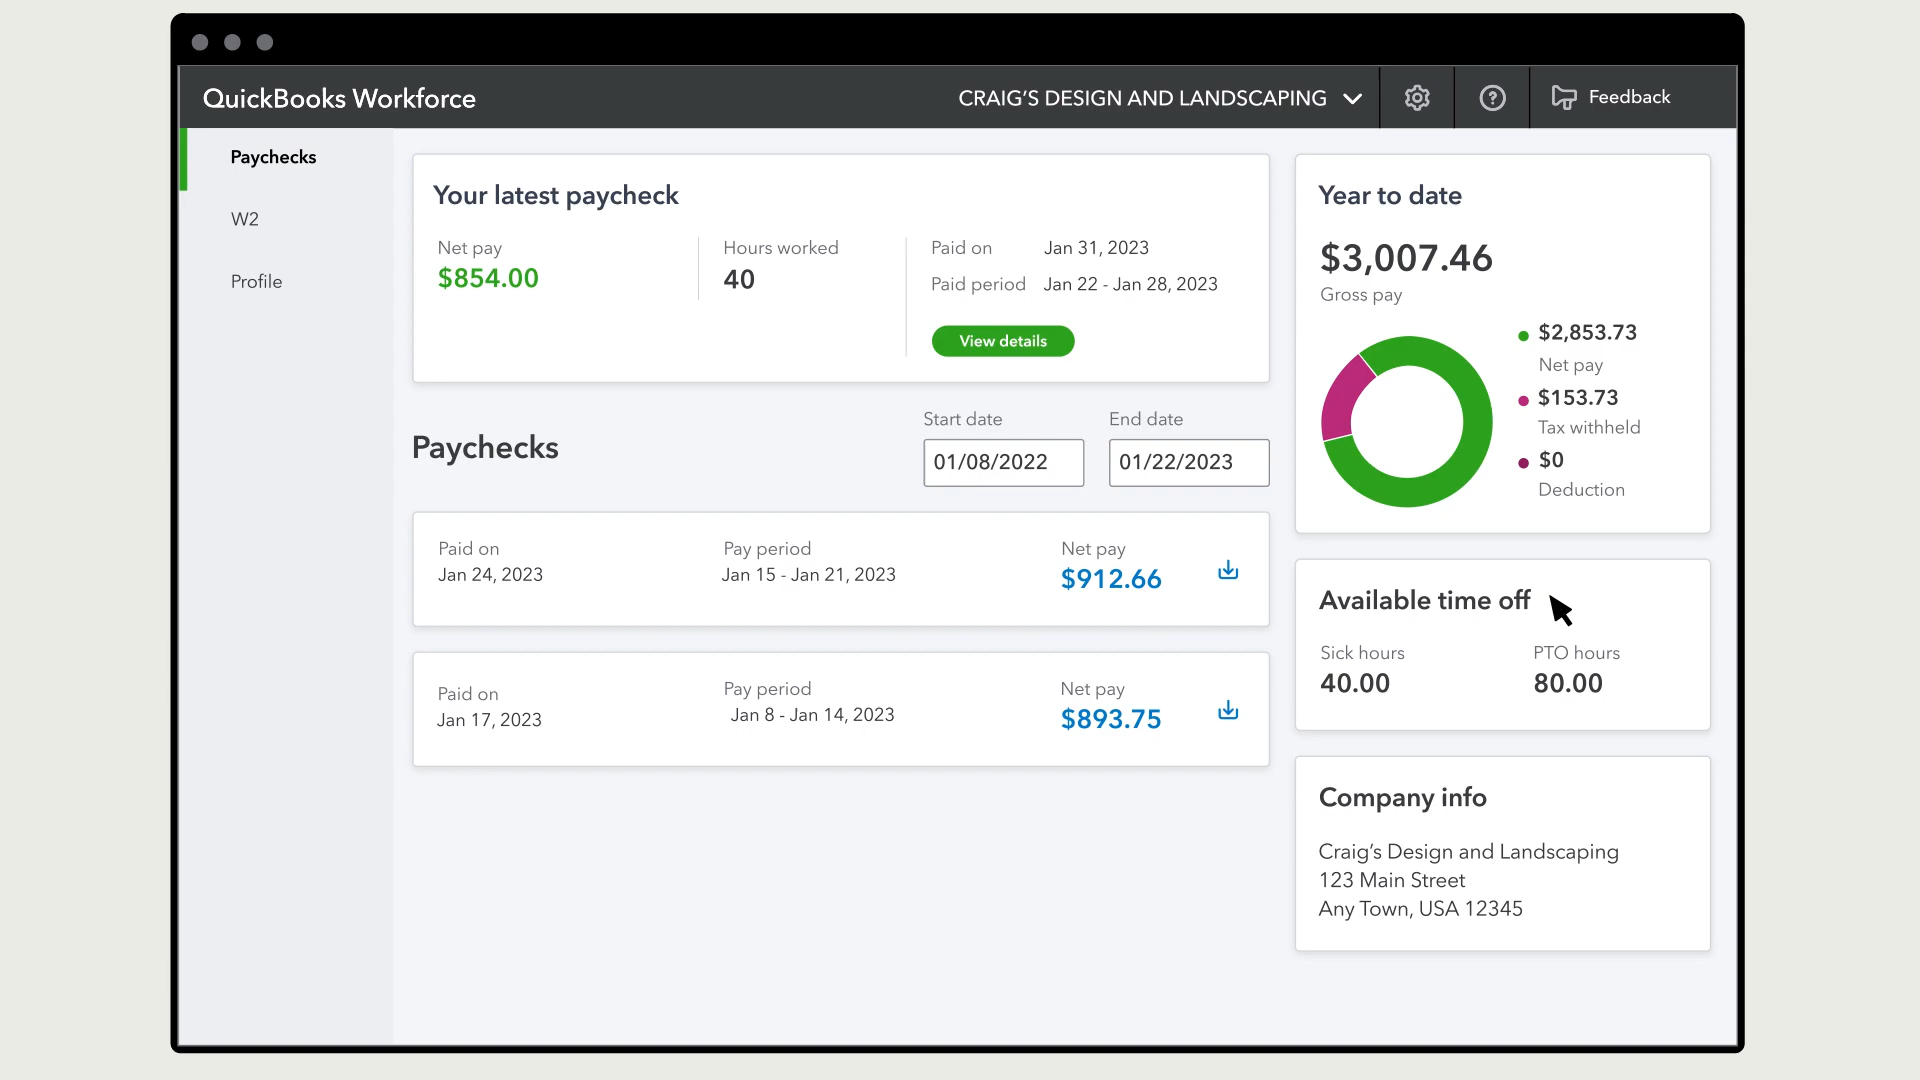 QuickBooks Workforce
CRAIG’S DESIGN AND LANDSCAPING
Feedback
Paychecks
W2
Profile
Your latest paycheck
Net pay
$854.00
Hours worked
40
Paid on Jan 31, 2023
Paid period Jan 22 - Jan 28, 2023
View details
Paychecks
Start date
01/08/2022
End date
01/22/2023
Paid on
Jan 24, 2023
Pay period
Jan 15 - Jan 21, 2023
Net pay
$912.66
Paid on
Jan 17, 2023
Pay period
Jan 8 - Jan 14, 2023
Net pay
$893.75
Year to date
$3,007.46
Gross pay
$2,853.73
Net pay
$153.73
Tax withheld
$0
Deduction
Available time off
Sick hours
40.00
PTO hours
80.00
Company info
Craig’s Design and Landscaping
123 Main Street
Any Town, USA 12345